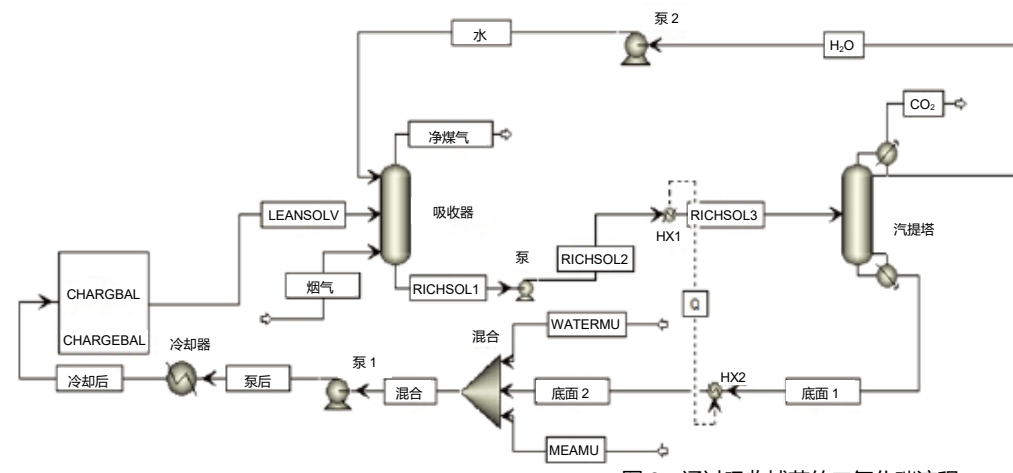 泵 2
水
H₂O
CO₂
净煤气
LEANSOLV
吸收器
RICHSOL3
HX1
汽提塔
泵
RICHSOL2
烟气
RICHSOL1
CHARGBAL
CHARGEBAL
Q
WATERMU
混合
冷却器
泵 1
HX2
冷却后
泵后
混合
底面 2
底面 1
MEAMU